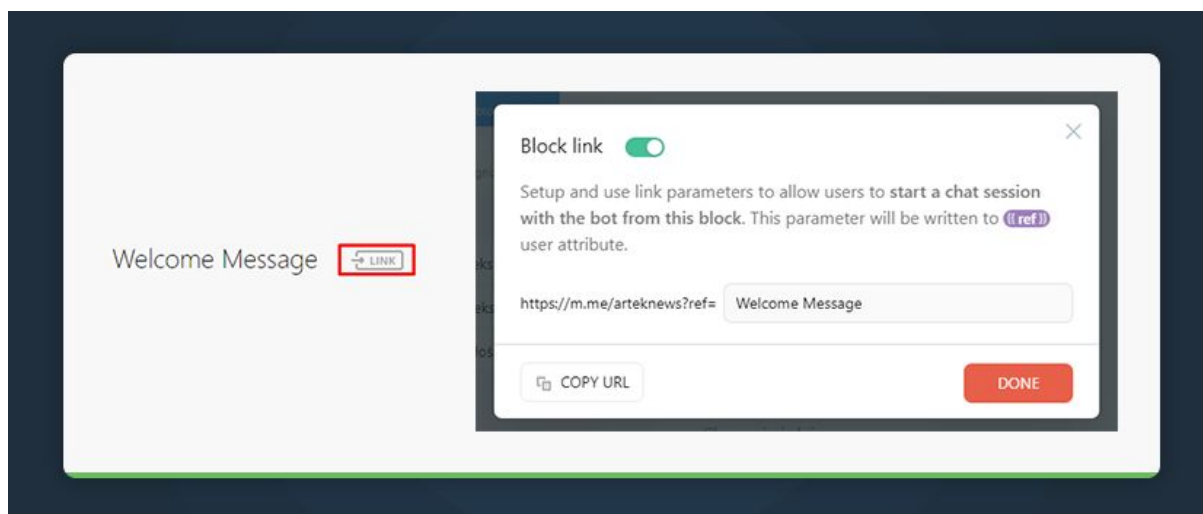 Welcome Message
LINK
Block link
Setup and use link parameters to allow users to start a chat session
with the bot from this block. This parameter will be written to {{ref}}
user attribute.
https://m.me/arteknews?ref= Welcome Message
COPY URL
DONE